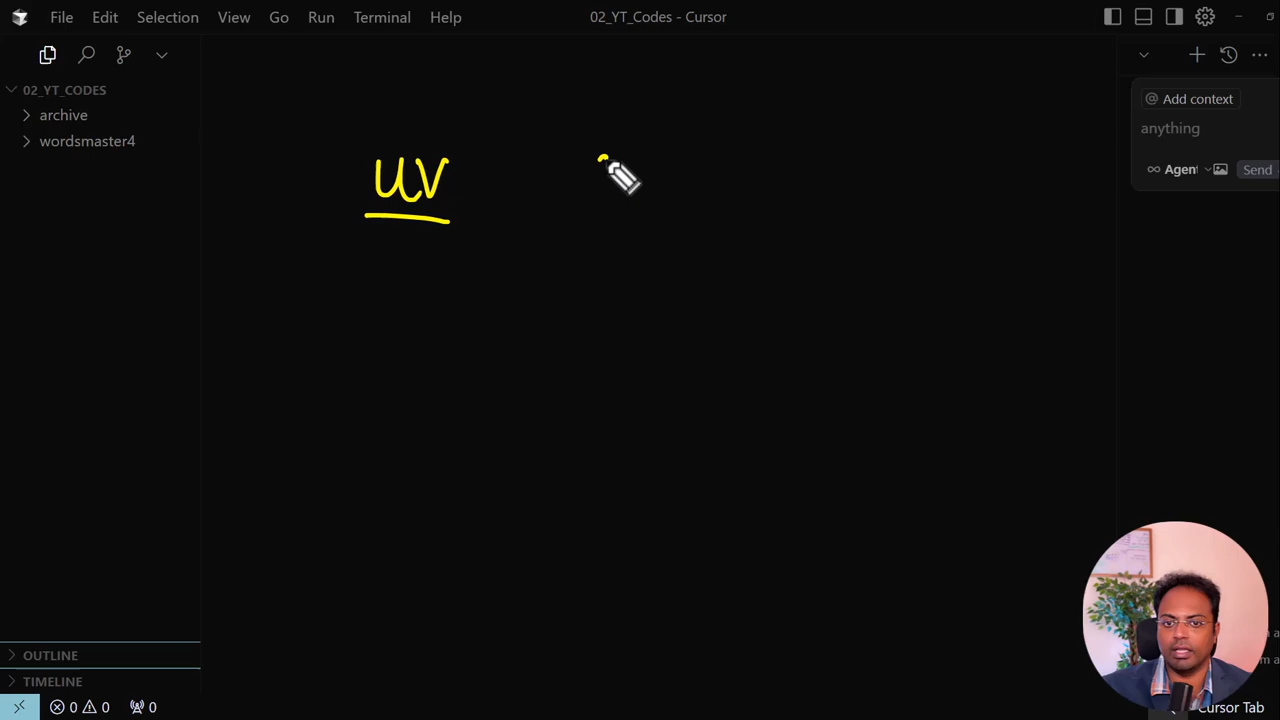 File Edit Selection View Go Run Terminal Help 02_YT_Codes - Cursor
02_YT_CODES
archive
wordsmaster4
uv
Add context
anything
Agent Send
OUTLINE
TIMELINE
0 0 0 Cursor Tab